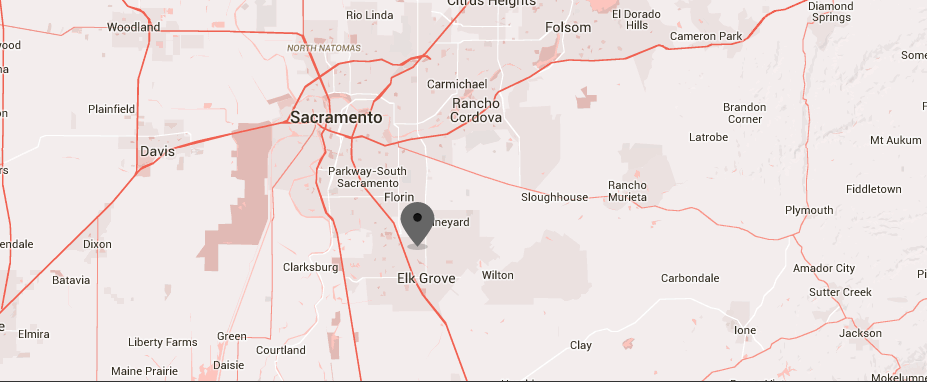 Citrus Heights
Diamond
Springs
Rio Linda
El Dorado
Hills
Woodland
Folsom
Cameron Park
NORTH NATOMAS
Carmichael
Rancho
Cordova
Plainfield
Sacramento
Brandon
Corner
Latrobe
Mt Aukum
Davis
Parkway-South
Sacramento
Florin
Sloughhouse
Rancho
Murieta
Fiddletown
Plymouth
ineyard
Dixon
Clarksburg
Elk Grove
Wilton
Carbondale
Amador City
Batavia
Sutter Creek
Elmira
Green
Ione
Jackson
Liberty Farms
Courtland
Clay
Daisie
Maine Prairie
Mokelumne